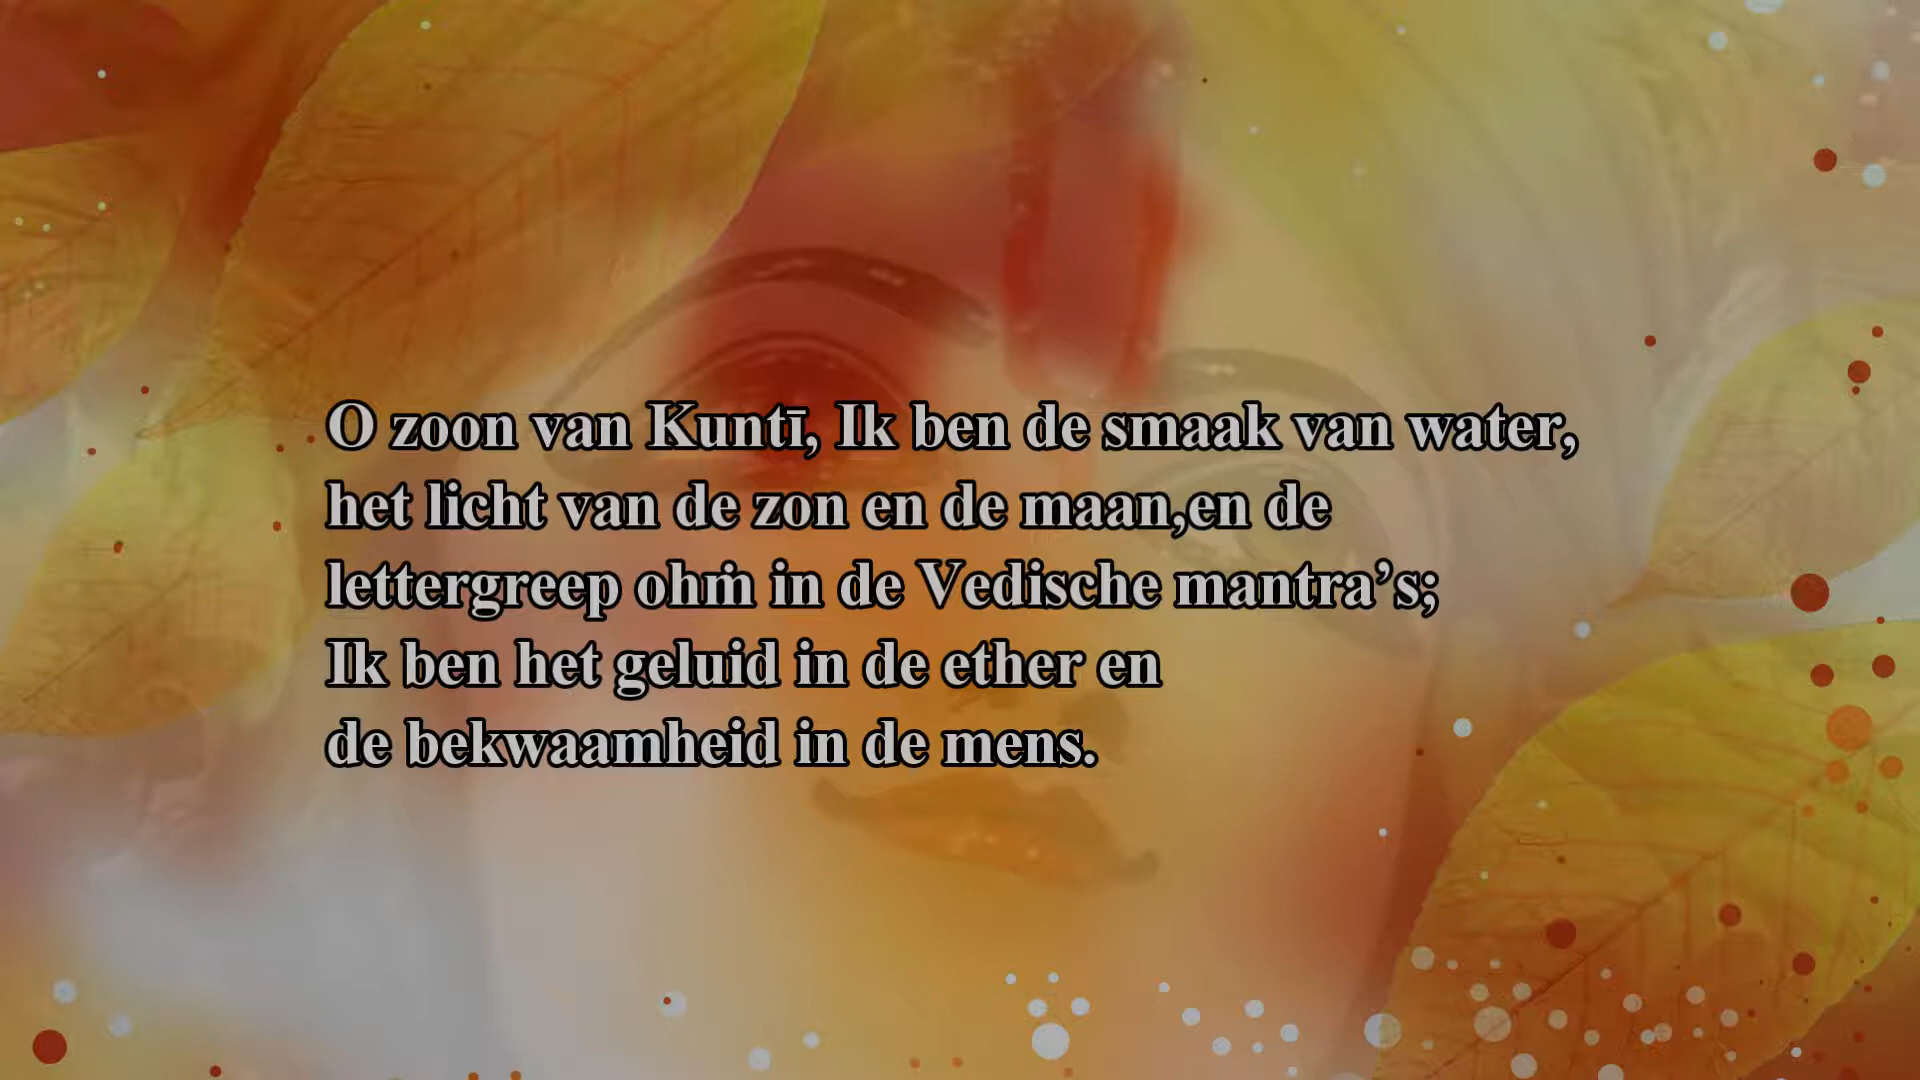 O zoon van Kuntī, Ik ben de smaak van water,
het licht van de zon en de maan,en de
lettergreep ohṁ in de Vedische mantra’s;
Ik ben het geluid in de ether en
de bekwaamheid in de mens.